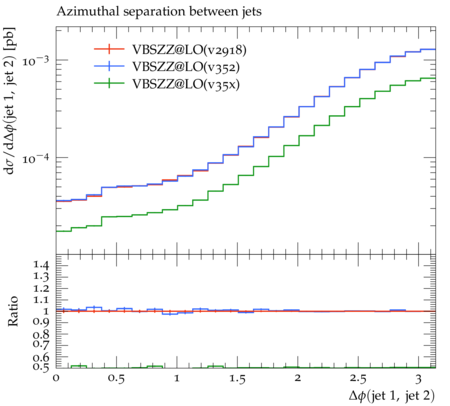 Azimuthal separation between jets
dσ/dΔϕ(jet 1, jet 2) [pb]
VBSZZ@LO(v2918)
VBSZZ@LO(v352)
VBSZZ@LO(v35x)
10⁻³
10⁻⁴
Ratio
1.4
1.3
1.2
1.1
1
0.9
0.8
0.7
0.6
0.5
0 0.5 1 1.5 2 2.5 3
Δϕ(jet 1, jet 2)